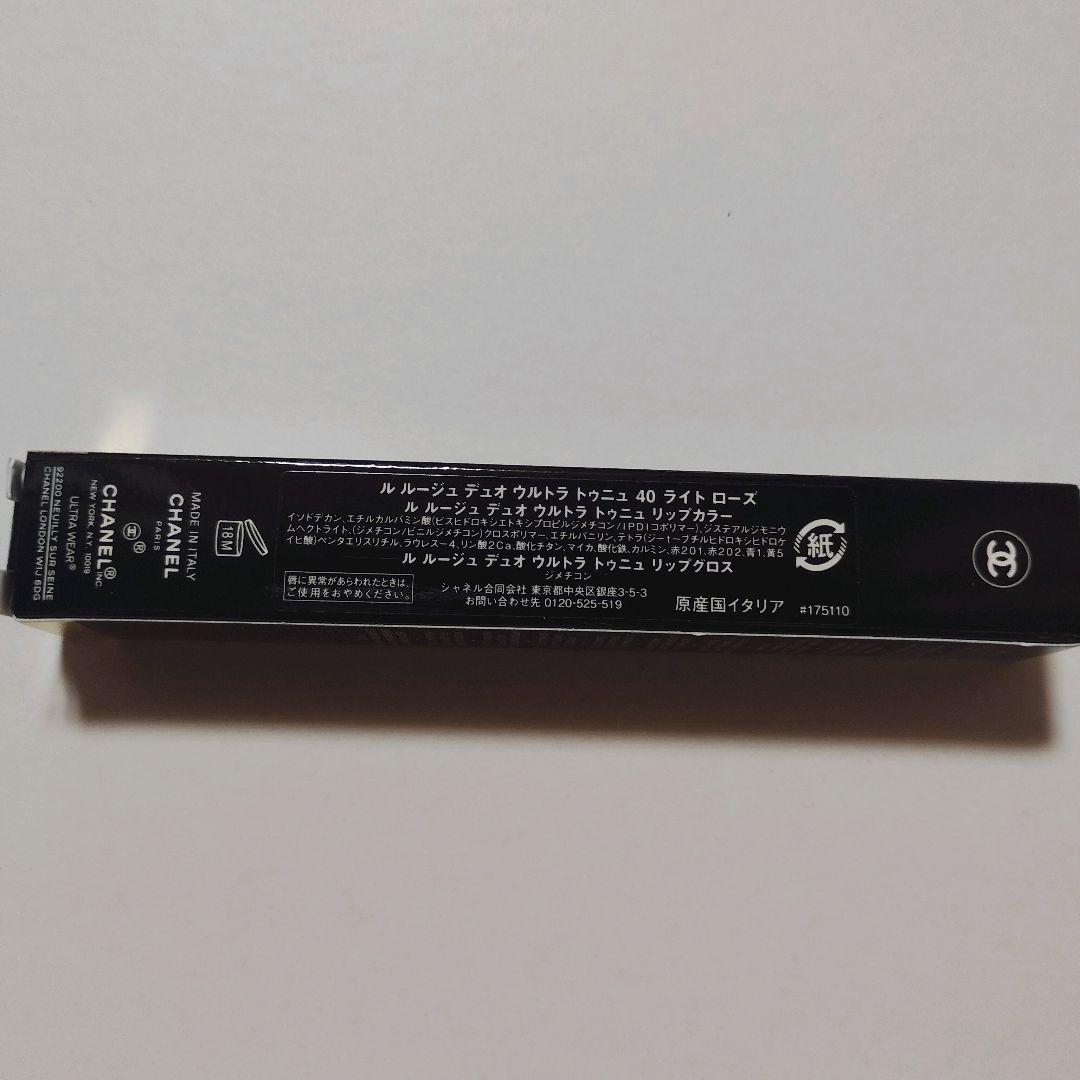 ル ルージュ デュオ ウルトラ トゥニュ 40 ライト ローズ
ル ルージュ デュオ ウルトラ トゥニュ リップカラー
イソドデカン、エチルカルバミン酸(ビスヒドロキシエトキシプロピルジメチコン/IPDI)コポリマー)、ジステアルジモニウ
ムヘクトライト、(ジメチコン/ビニルジメチコン)クロスポリマー、エチルバニリン、テトラ(ジ-t-ブチルヒドロキシヒドロケ
イヒ酸)ペンタエリスリチル、ラウレス-4、リン酸2Ca、酸化チタン、マイカ、酸化鉄、カルミン、赤201、赤202、青1、黄5
ル ルージュ デュオ ウルトラ トゥニュ リップグロス
ジメチコン
唇に異常があらわれたときは、
ご使用をおやめください。
シャネル合同会社 東京都中央区銀座3-5-3
お問い合わせ先 0120-525-519
原産国イタリア
#175110
紙
MADE IN ITALY
CHANEL
PARIS
18M
CHANEL® INC
NEW YORK. N.Y. 10019
ULTRA WEAR®
92200 NEUILLY SUR SEINE
CHANEL LONDON W1J 6DG